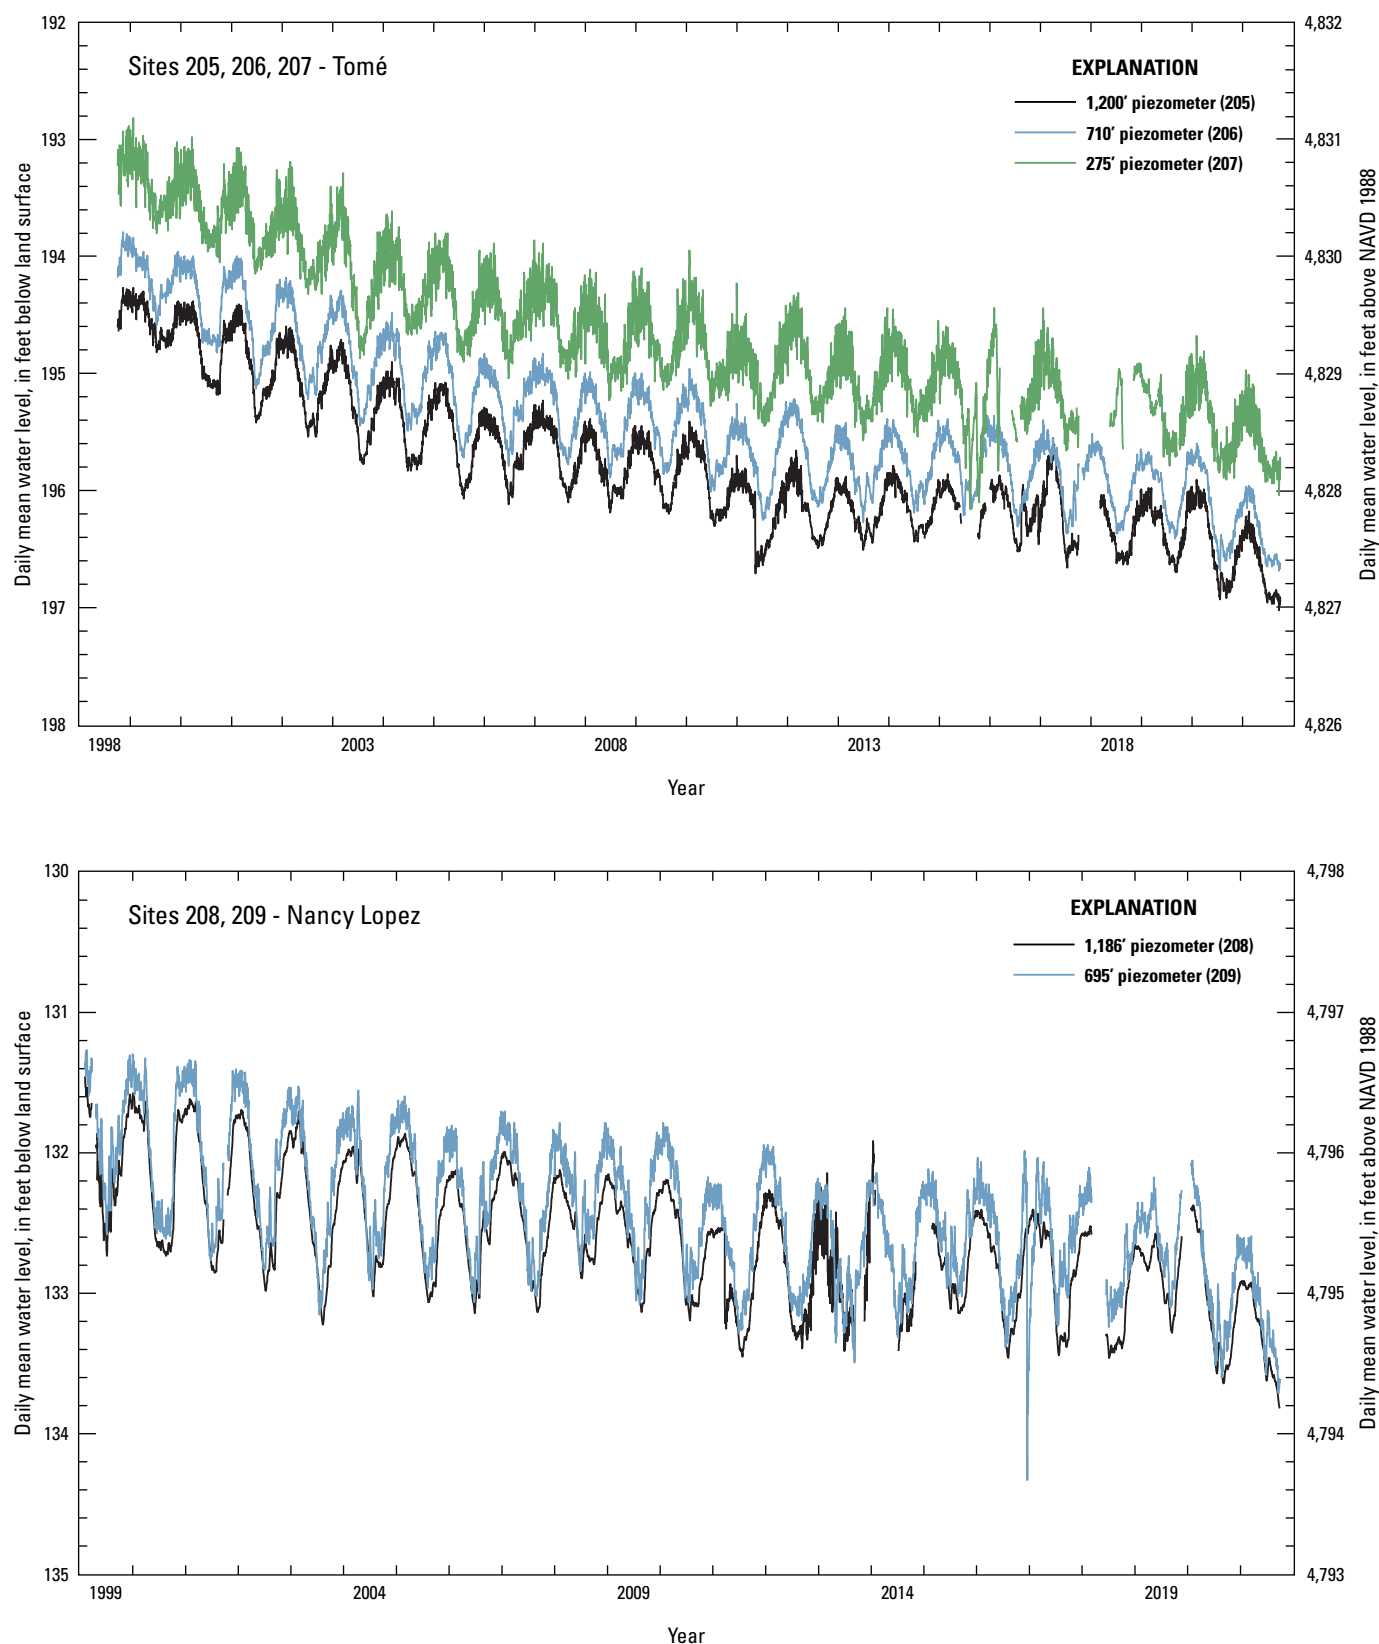 Sites 205, 206, 207 - Tomé
EXPLANATION
1,200’ piezometer (205)
710’ piezometer (206)
275’ piezometer (207)
Daily mean water level, in feet below land surface
192
193
194
195
196
197
198
Daily mean water level, in feet above NAVD 1988
4,832
4,831
4,830
4,829
4,828
4,827
4,826
1998 2003 2008 2013 2018
Year
Sites 208, 209 - Nancy Lopez
EXPLANATION
1,186’ piezometer (208)
695’ piezometer (209)
Daily mean water level, in feet below land surface
130
131
132
133
134
135
Daily mean water level, in feet above NAVD 1988
4,798
4,797
4,796
4,795
4,794
4,793
1999 2004 2009 2014 2019
Year